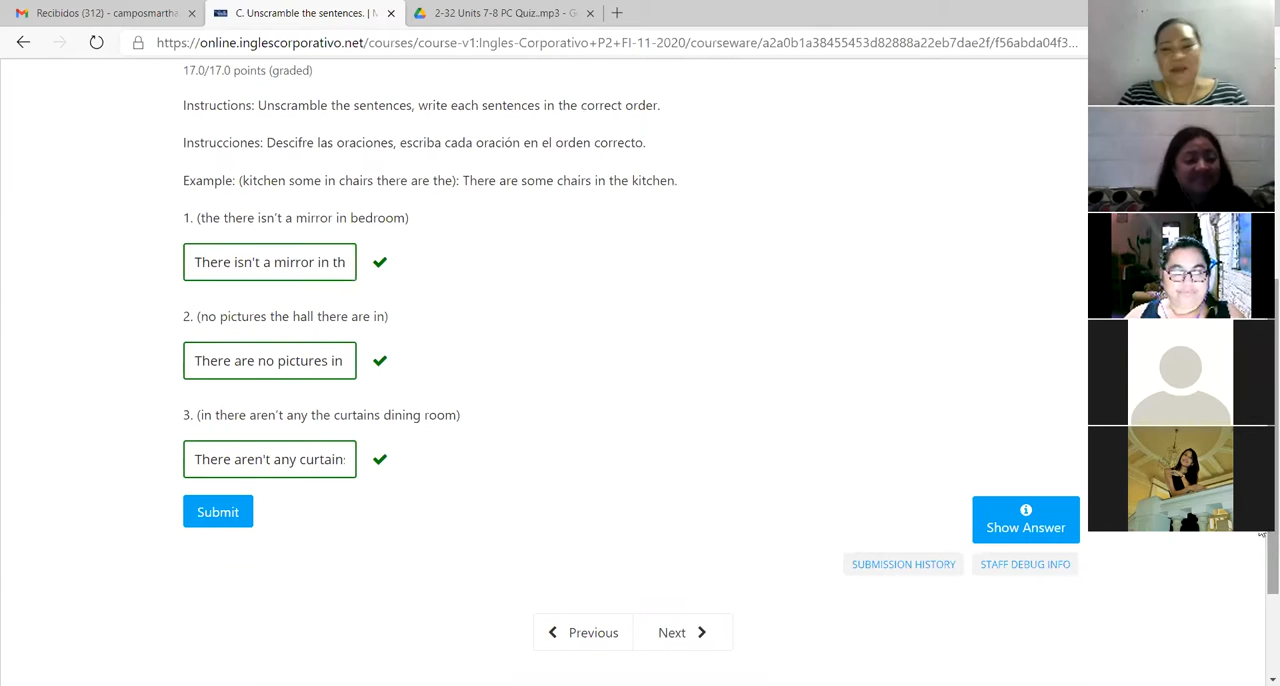 Recibidos (312) - camposmartha
C. Unscramble the sentences. | M
2-32 Units 7-8 PC Quiz..mp3 - G
https://online.inglescorporativo.net/courses/course-v1:Ingles-Corporativo+P2+FI-11-2020/courseware/a2a0b1a38455453d82888a22eb7dae2f/f56abda04f3...
17.0/17.0 points (graded)
Instructions: Unscramble the sentences, write each sentences in the correct order.
Instrucciones: Descifre las oraciones, escriba cada oración en el orden correcto.
Example: (kitchen some in chairs there are the): There are some chairs in the kitchen.
1. (the there isn't a mirror in bedroom)
There isn't a mirror in th
2. (no pictures the hall there are in)
There are no pictures in
3. (in there aren't any the curtains dining room)
There aren't any curtain
Submit
Show Answer
SUBMISSION HISTORY
STAFF DEBUG INFO
Previous
Next